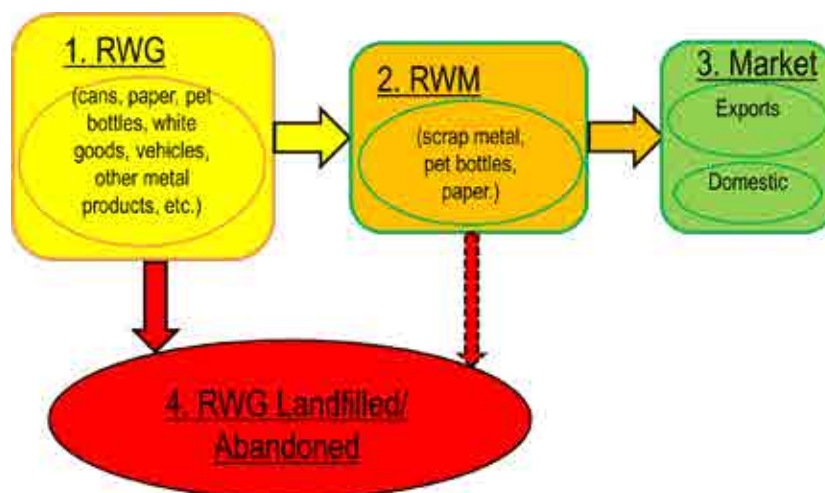 1. RWG
(cans, paper, pet
bottles, white
goods, vehicles,
other metal
products, etc.)
2. RWM
(scrap metal,
pet bottles,
paper.)
3. Market
Exports
Domestic
4. RWG Landfilled/
Abandoned